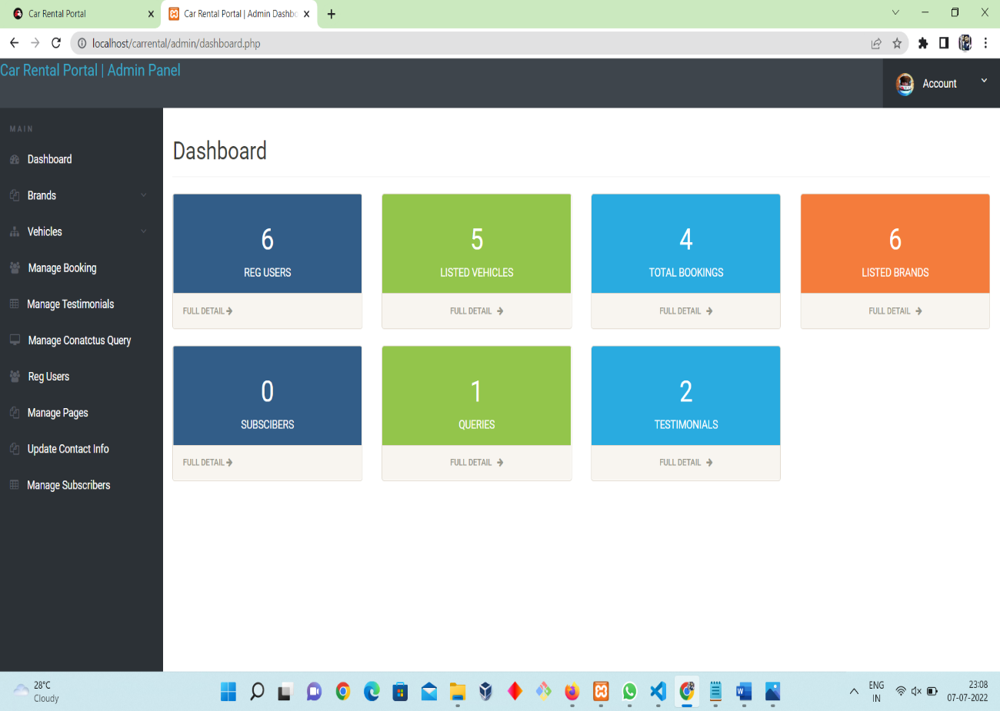 Car Rental Portal
Car Rental Portal | Admin Dashbo
localhost/carrental/admin/dashboard.php
Car Rental Portal | Admin Panel
Account
MAIN
Dashboard
Brands
Vehicles
Manage Booking
Manage Testimonials
Manage Conatctus Query
Reg Users
Manage Pages
Update Contact Info
Manage Subscribers
Dashboard
6
REG USERS
FULL DETAIL
5
LISTED VEHICLES
FULL DETAIL
4
TOTAL BOOKINGS
FULL DETAIL
6
LISTED BRANDS
FULL DETAIL
0
SUBSCIBERS
FULL DETAIL
1
QUERIES
FULL DETAIL
2
TESTIMONIALS
FULL DETAIL
28°C
Cloudy
ENG
IN
23:08
07-07-2022